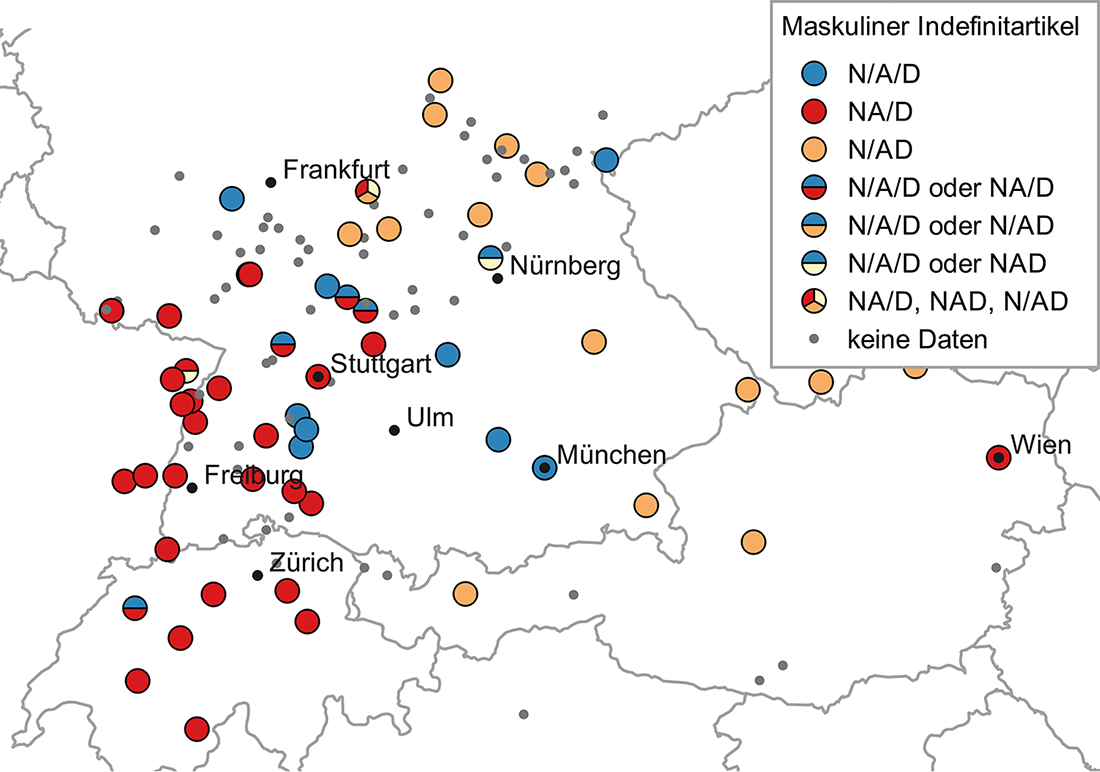 Maskuliner Indefinitartikel
N/A/D
NA/D
N/AD
N/A/D oder NA/D
N/A/D oder N/AD
N/A/D oder NAD
NA/D, NAD, N/AD
keine Daten
Frankfurt
Nürnberg
Stuttgart
Ulm
München
Wien
Freiburg
Zürich